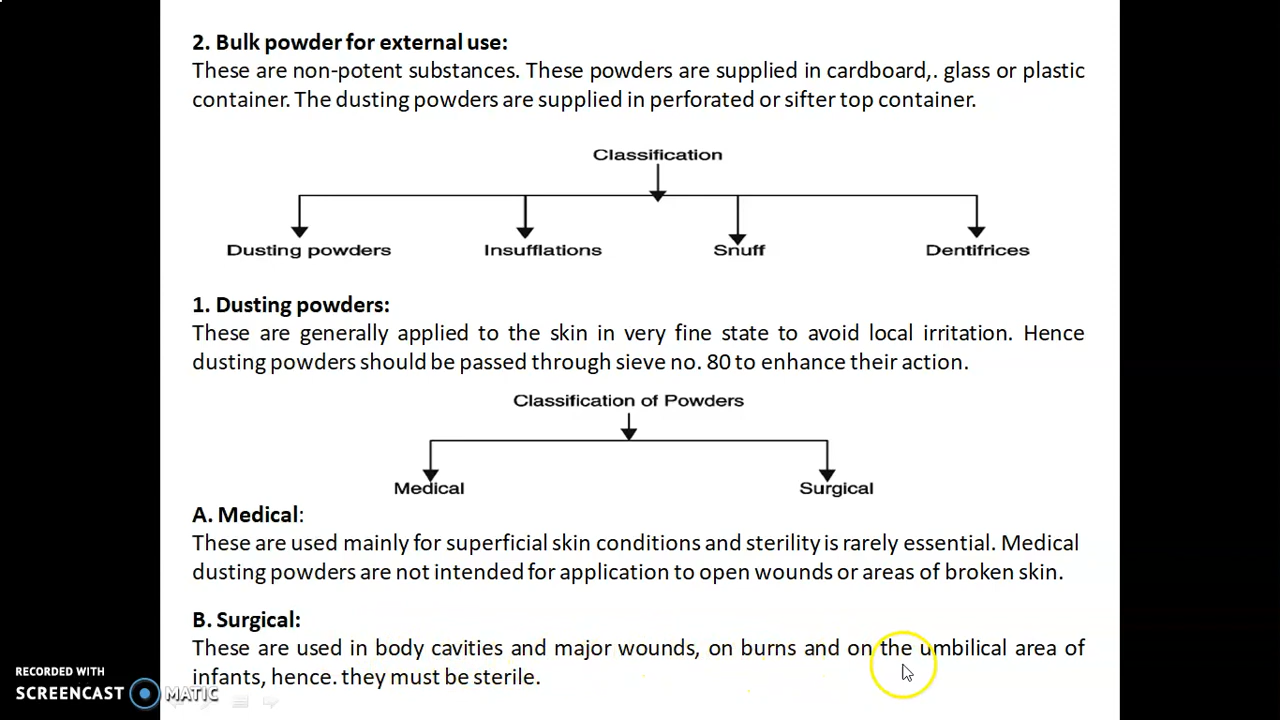 2. Bulk powder for external use:
These are non-potent substances. These powders are supplied in cardboard,. glass or plastic
container. The dusting powders are supplied in perforated or sifter top container.
Classification
Dusting powders Insufflations Snuff Dentifrices
1. Dusting powders:
These are generally applied to the skin in very fine state to avoid local irritation. Hence
dusting powders should be passed through sieve no. 80 to enhance their action.
Classification of Powders
Medical Surgical
A. Medical:
These are used mainly for superficial skin conditions and sterility is rarely essential. Medical
dusting powders are not intended for application to open wounds or areas of broken skin.
B. Surgical:
These are used in body cavities and major wounds, on burns and on the umbilical area of
infants, hence. they must be sterile.
RECORDED WITH
SCREENCAST MATIC